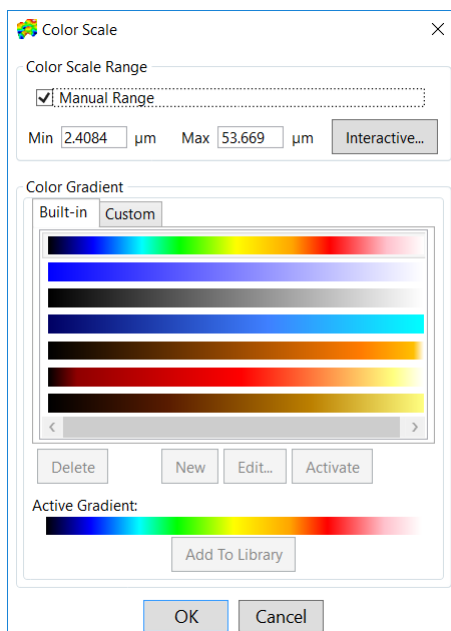 Color Scale
Color Scale Range
Manual Range
Min 2.4084 µm Max 53.669 µm Interactive...
Color Gradient
Built-in Custom
Delete New Edit... Activate
Active Gradient:
Add To Library
OK Cancel